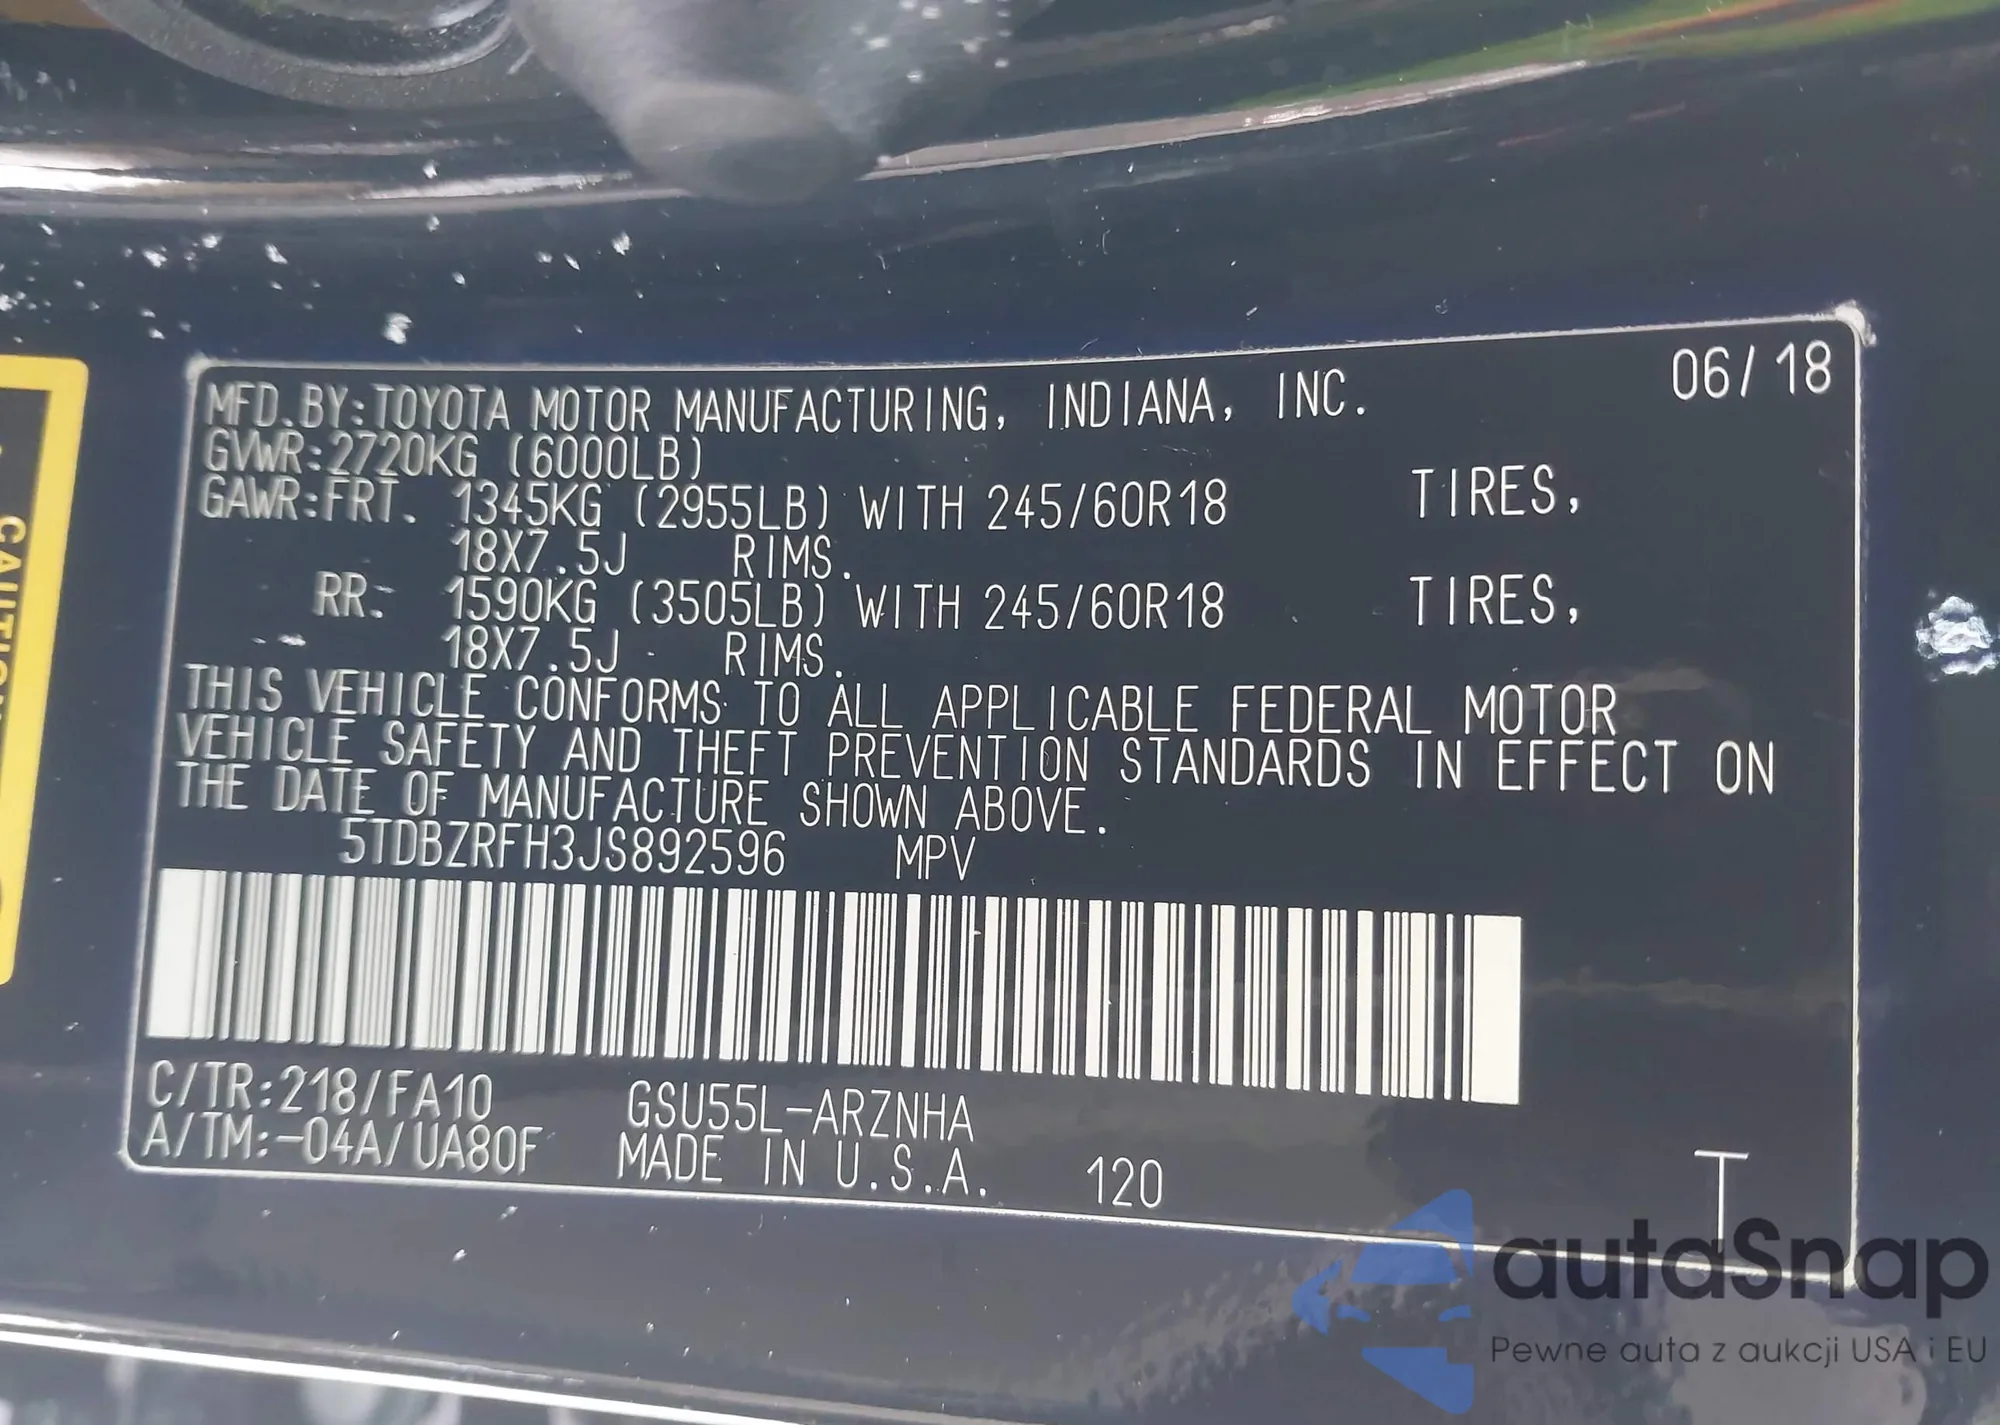 06/18
MFD.BY:TOYOTA MOTOR MANUFACTURING, INDIANA, INC.
GVWR:2720KG (6000LB)
GAWR:FRT. 1345KG (2955LB) WITH 245/60R18 TIRES,
18X7.5J RIMS.
RR: 1590KG (3505LB) WITH 245/60R18 TIRES,
18X7.5J RIMS.
THIS VEHICLE CONFORMS TO ALL APPLICABLE FEDERAL MOTOR
VEHICLE SAFETY AND THEFT PREVENTION STANDARDS IN EFFECT ON
THE DATE OF MANUFACTURE SHOWN ABOVE.
5TDBZRFH3JS892596 MPV
C/TR:218/FA10 GSU55L-ARZNHA
A/TM:-04A/UA80F MADE IN U.S.A. 120
T
CAUTION
autaSnap
Pewne auta z aukcji USA i EU